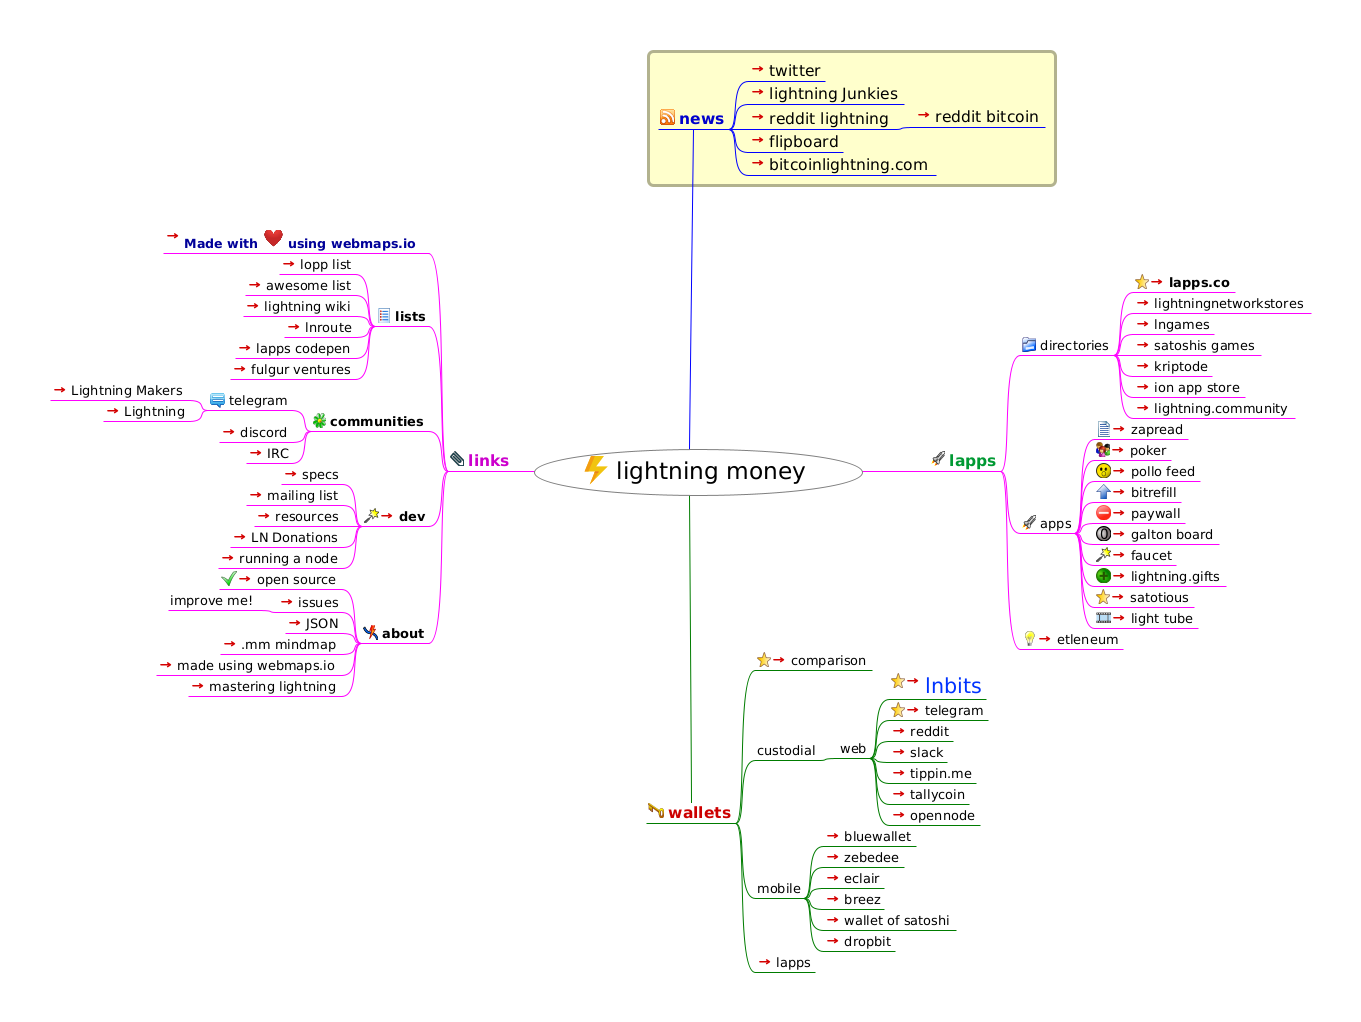 twitter
lightning Junkies
news
reddit lightning
reddit bitcoin
flipboard
bitcoinlightning.com
Made with using webmaps.io
lopp list
awesome list
lightning wiki
lists
lnroute
lapps codepen
fulgur ventures
Lightning Makers
telegram
Lightning
communities
discord
IRC
links
specs
mailing list
resources
dev
LN Donations
running a node
open source
improve me!
issues
JSON
about
.mm mindmap
made using webmaps.io
mastering lightning
lightning money
lapps
lapps.co
lightningnetworkstores
lngames
directories
satoshis games
kriptode
ion app store
lightning.community
zapread
poker
pollo feed
bitrefill
paywall
apps
galton board
faucet
lightning.gifts
satotious
light tube
etleneum
comparison
lnbits
telegram
reddit
custodial
web
slack
tippin.me
tallycoin
opennode
wallets
bluewallet
zebedee
eclair
mobile
breez
wallet of satoshi
dropbit
lapps